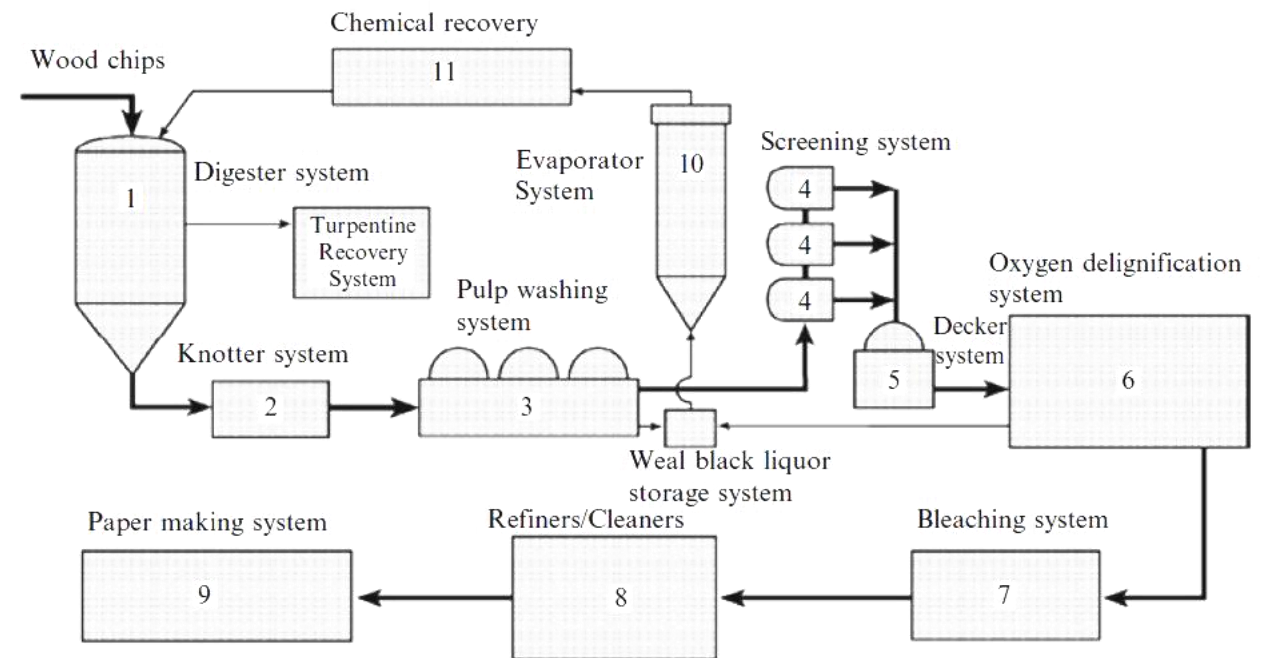 Chemical recovery
Wood chips
11
Screening system
Evaporator
System
10
Digester system
1
4
4
4
Turpentine
Recovery
System
Oxygen delignification
system
Pulp washing
system
Decker
system
Knotter system
5
6
2
3
Weal black liquor
storage system
Paper making system
Refiners/Cleaners
Bleaching system
9
8
7